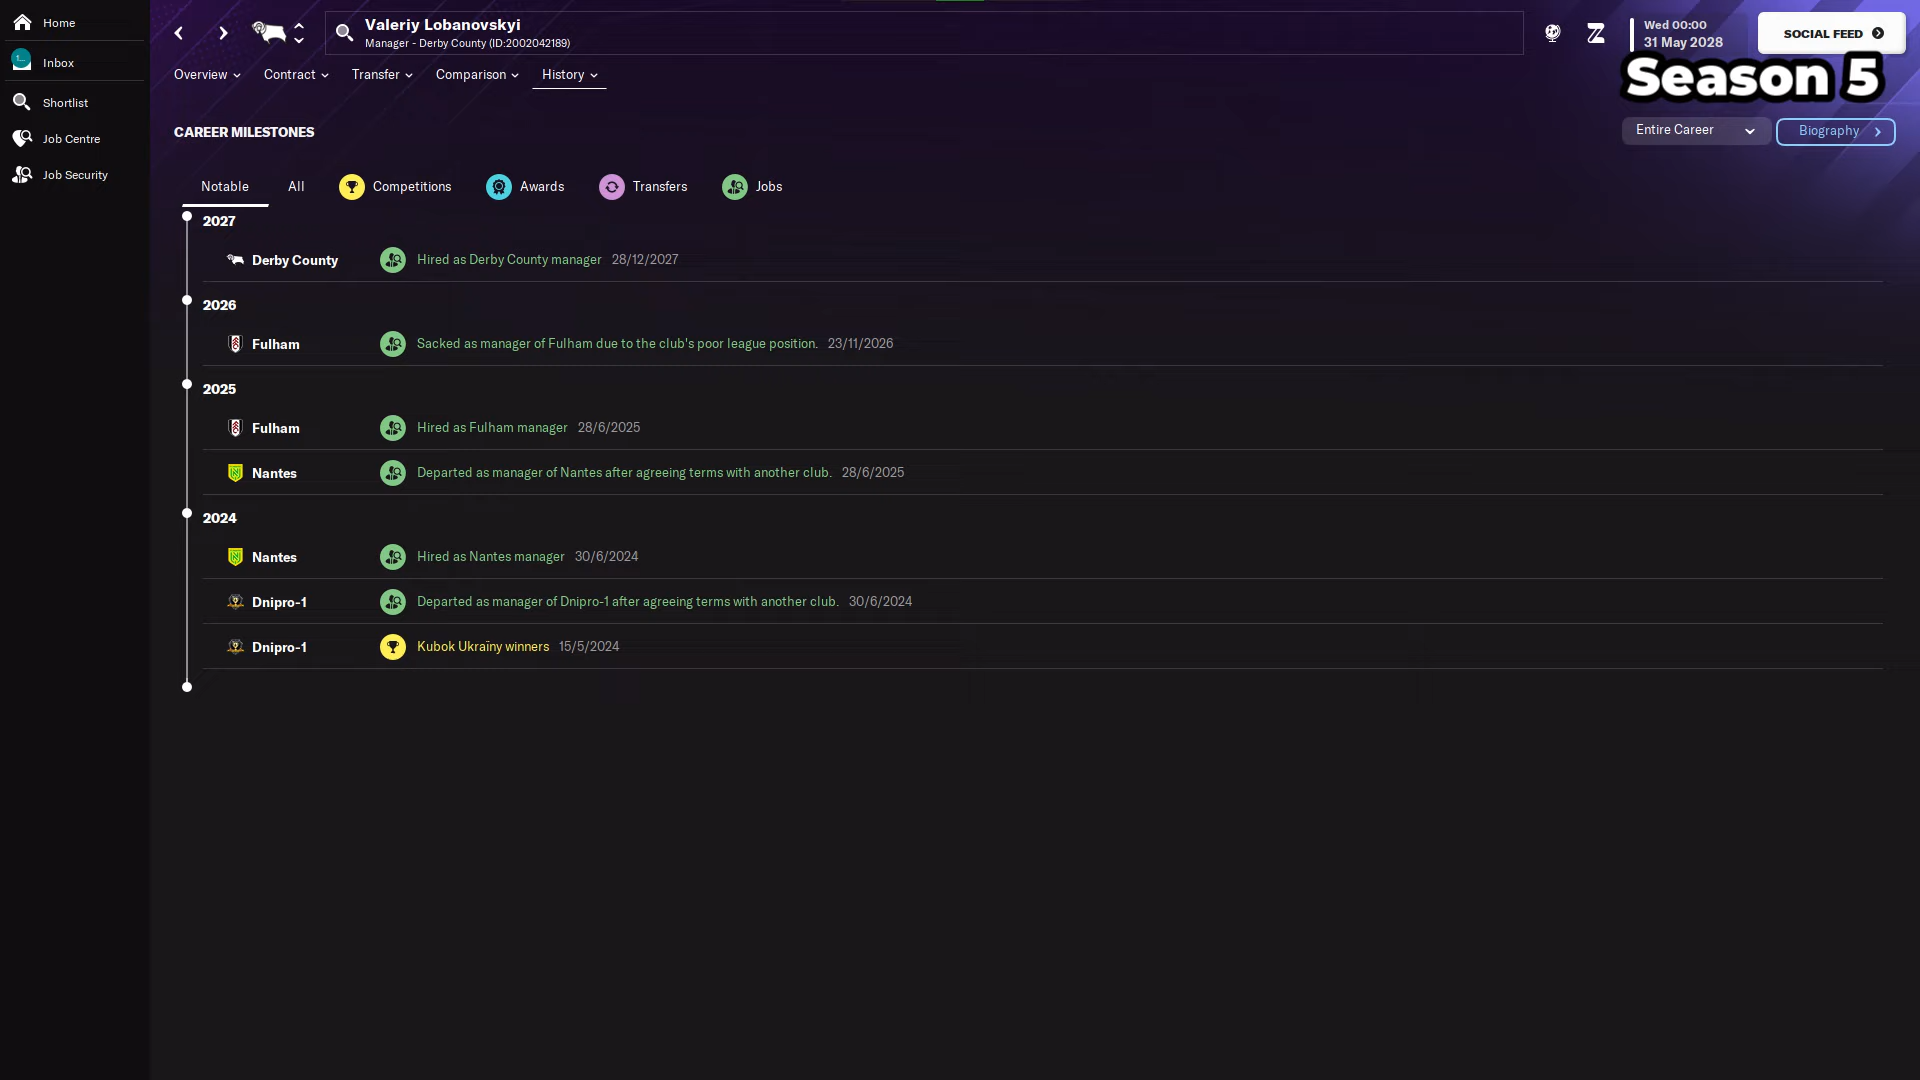 Home
Inbox
Shortlist
Job Centre
Job Security
Valeriy Lobanovskyi
Manager - Derby County (ID:2002042189)
Wed 00:00
31 May 2028
SOCIAL FEED
Season 5
Overview
Contract
Transfer
Comparison
History
CAREER MILESTONES
Entire Career
Biography
Notable
All
Competitions
Awards
Transfers
Jobs
2027
Derby County Hired as Derby County manager 28/12/2027
2026
Fulham Sacked as manager of Fulham due to the club's poor league position. 23/11/2026
2025
Fulham Hired as Fulham manager 28/6/2025
Nantes Departed as manager of Nantes after agreeing terms with another club. 28/6/2025
2024
Nantes Hired as Nantes manager 30/6/2024
Dnipro-1 Departed as manager of Dnipro-1 after agreeing terms with another club. 30/6/2024
Dnipro-1 Kubok Ukraïny winners 15/5/2024